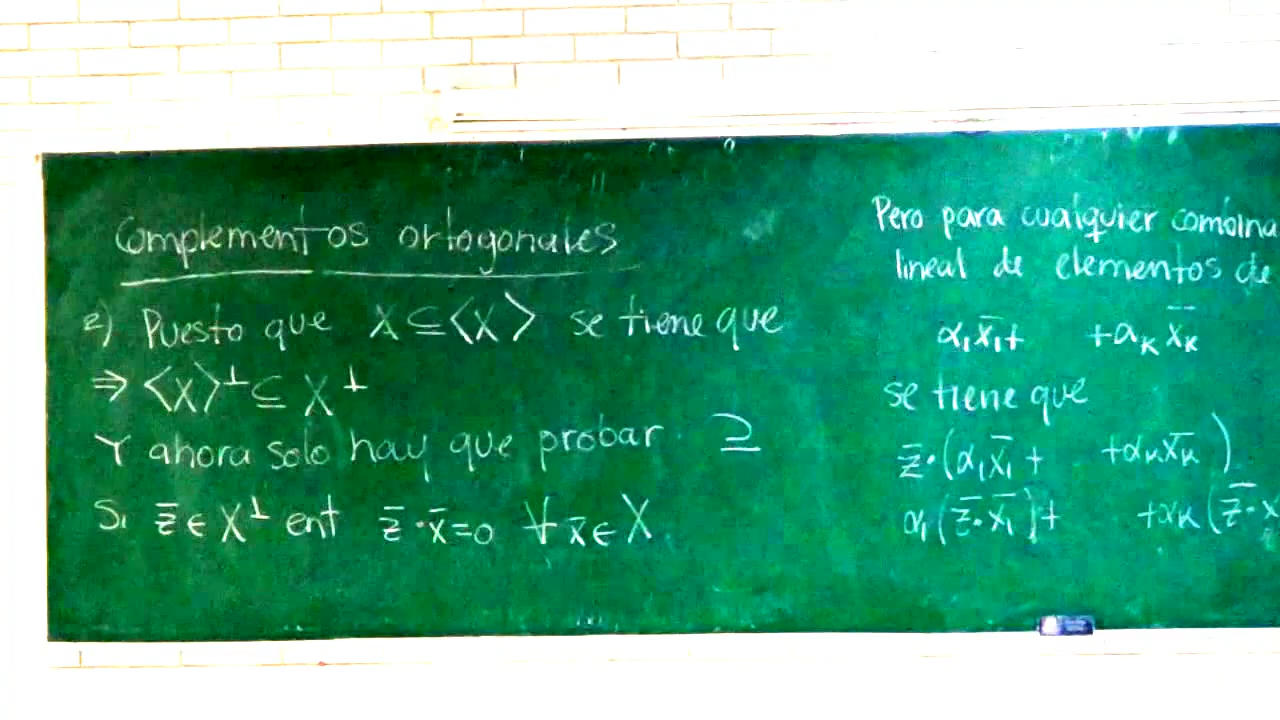 Complementos ortogonales
2) Puesto que X ⊆ ⟨X⟩ se tiene que
⇒ ⟨X⟩⊥ ⊆ X⊥
Y ahora solo hay que probar ⊇
Si z̄ ∈ X⊥ ent z̄ · x̄ = 0 ∀ x̄ ∈ X
Pero para cualquier combina
lineal de elementos de
α₁x̄₁ + + αₖx̄ₖ
se tiene que
z̄ · (α₁x̄₁ + + αₖx̄ₖ)
α₁(z̄ · x̄₁) + + αₖ(z̄ · x